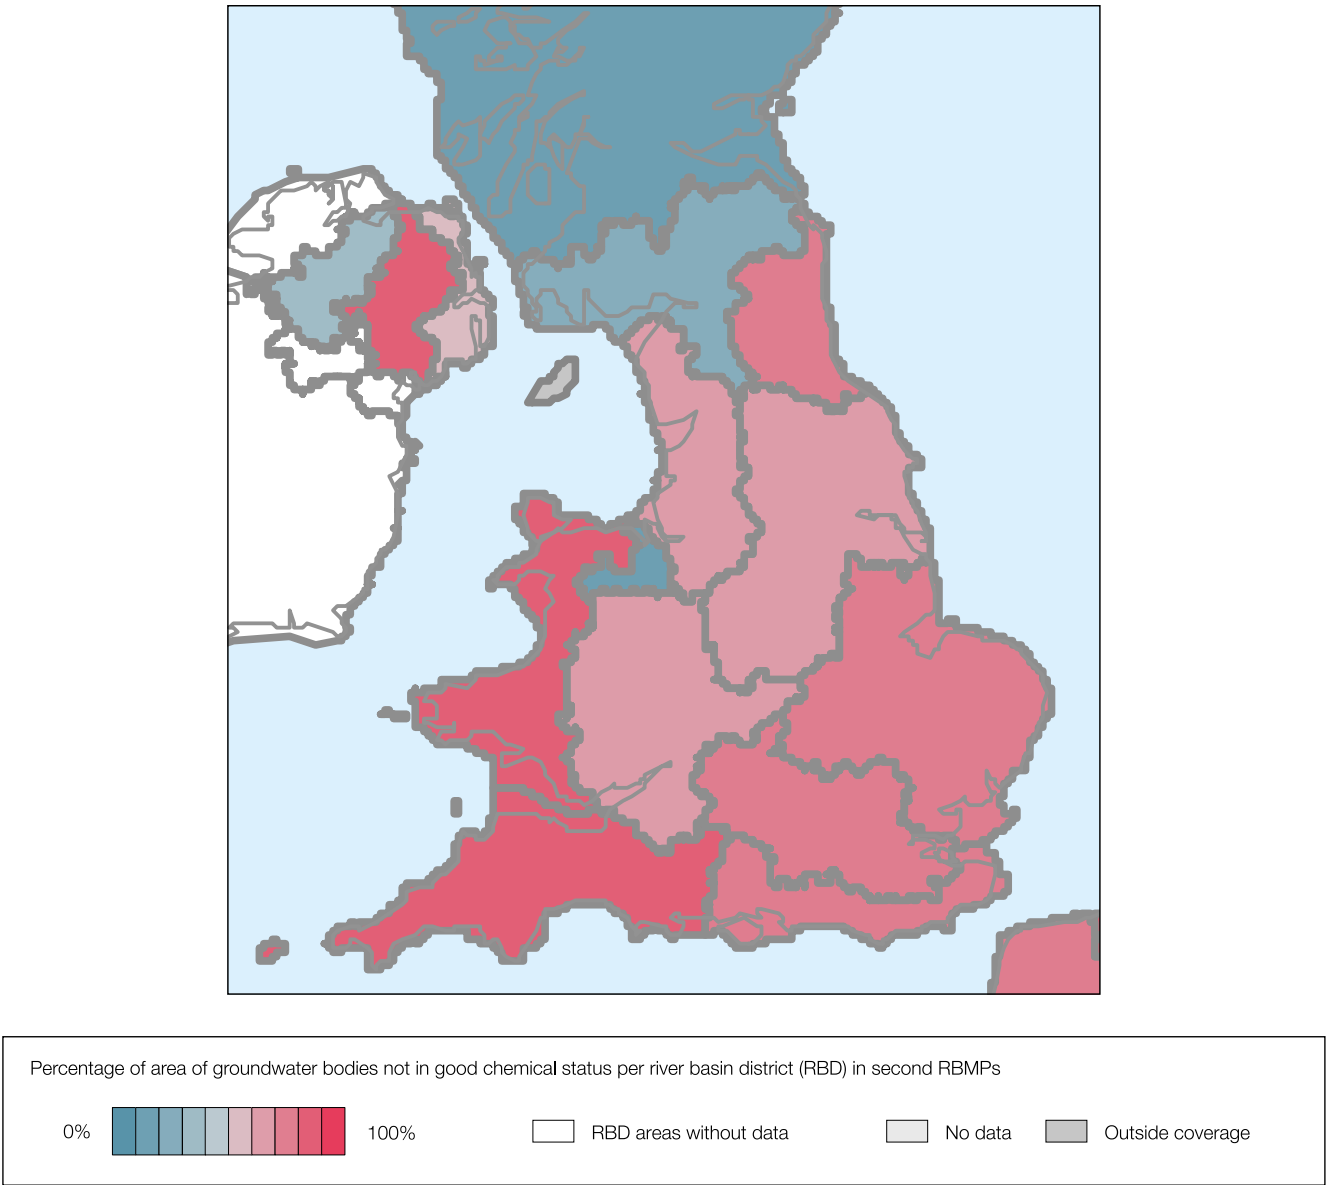 Percentage of area of groundwater bodies not in good chemical status per river basin district (RBD) in second RBMPs
0% 100% RBD areas without data No data Outside coverage